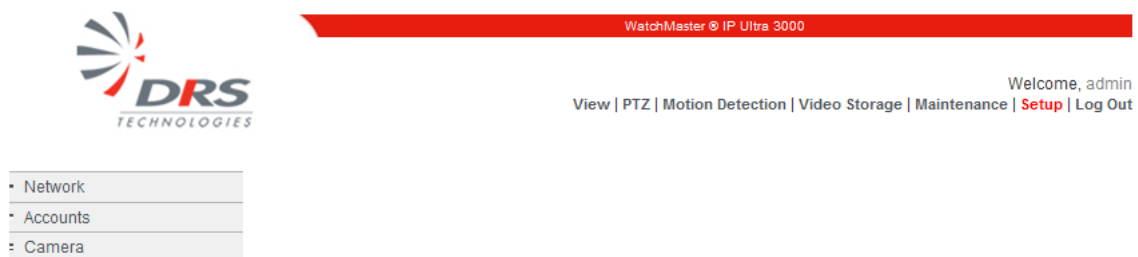 WatchMaster ® IP Ultra 3000
DRS
TECHNOLOGIES
Welcome, admin
View | PTZ | Motion Detection | Video Storage | Maintenance | Setup | Log Out
Network
Accounts
Camera